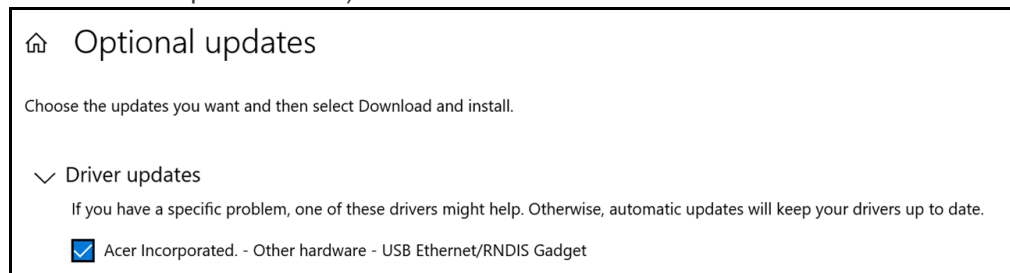 Optional updates
Choose the updates you want and then select Download and install.
Driver updates
If you have a specific problem, one of these drivers might help. Otherwise, automatic updates will keep your drivers up to date.
Acer Incorporated. - Other hardware - USB Ethernet/RNDIS Gadget